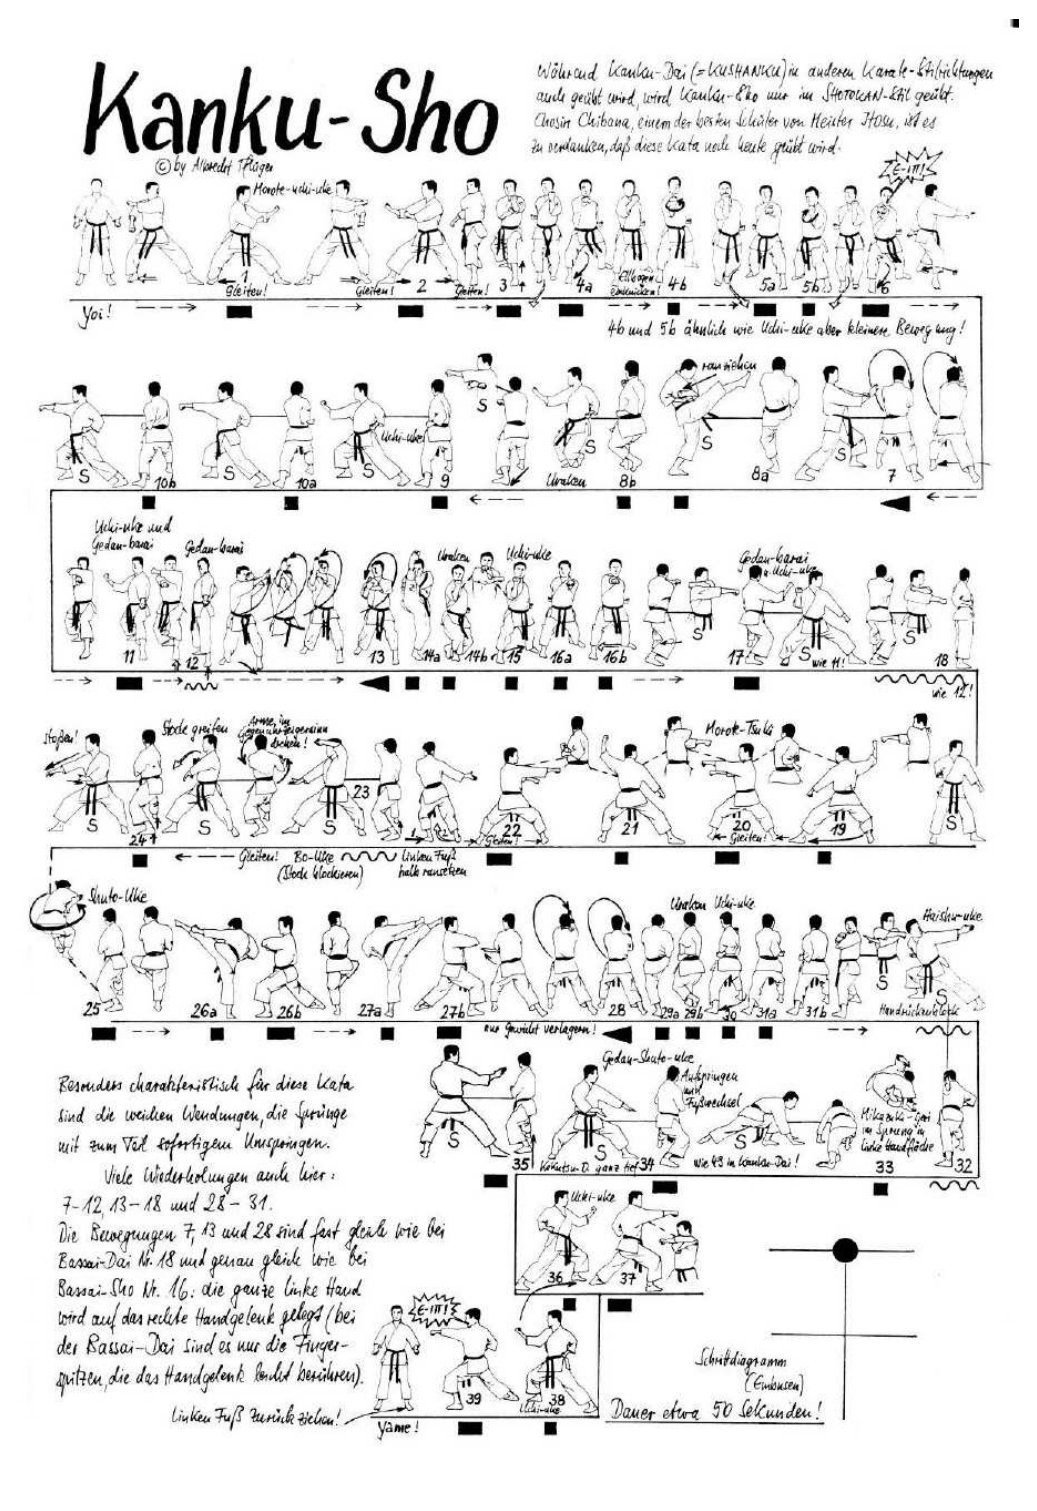 Kanku-Sho
© by Albrecht Pflüger
Während Kanku-Dai (=KUSHANKU) in anderen Karate-Stilrichtungen
auch geübt wird, wird Kanku-Sho nur im SHOTOKAN-Stil geübt.
Chosin Chibana, einem der besten Schüler von Meister Itosu, ist es
zu verdanken, daß diese Kata noch heute geübt wird.
E-IIT!
Morote-uchi-uke
1 2 3 4a 4b 5a 5b 6
Gleiten! Gleiten! Gleiten! Ellbogen
Yoi!
4b und 5b ähnlich wie Uchi-uke aber kleinere Bewegung!
ranziehen
Uchi-uke
S S S S S S S
10b 10a 9 Uraken 8b 8a 7
Uchi-uke und
Gedan-barai
Gedan-barai
Uraken Uchi-uke
Gedan-barai
u. Uchi-uke
11 12 13 14a 14b 15 16a 16b S 17 S wie 11! S 18
wie 12!
Stoßen!
Stock greifen
Arme im
Gegenuhrzeigersinn
drehen!
Morote-Tsuki
S 24 S S 23 22 21 20 19 S
Gleiten! Gleiten!
Gleiten! Bo-Uke linken Fuß
(Stock blockieren) halb ransetzen
Shuto-Uke
Uraken Uchi-uke
Haishu-uke
25 26a 26b 27a 27b 28 29a 29b 30 31a 31b S S
Handrückenblock
nur Gewicht verlagern!
Besonders charakteristisch für diese Kata
sind die weichen Wendungen, die Sprünge
mit zum Teil sofortigem Umspringen.
Viele Wiederholungen auch hier:
7-12, 13-18 und 28-31.
Die Bewegungen 7, 13 und 28 sind fast gleich wie bei
Bassai-Dai Nr. 18 und genau gleich wie bei
Bassai-Sho Nr. 16: die ganze linke Hand
wird auf das rechte Handgelenk gelegt (bei
der Bassai-Dai sind es nur die Finger-
spitzen, die das Handgelenk leicht berühren).
Gedan-Shuto-uke
Aufspringen
und
Fußwechsel
Mikazuki-Geri
im Sprung in
linke Handfläche
S 35 S 34 S 33 32
Kokutsu-D. ganz tief
wie 43 in Kanku-Dai!
Uchi-uke
36 37
E-IIT!
39 38
Uchi-uke
Linken Fuß zurückziehen!
Yame!
Schrittdiagramm
(Embusen)
Dauer etwa 50 Sekunden!